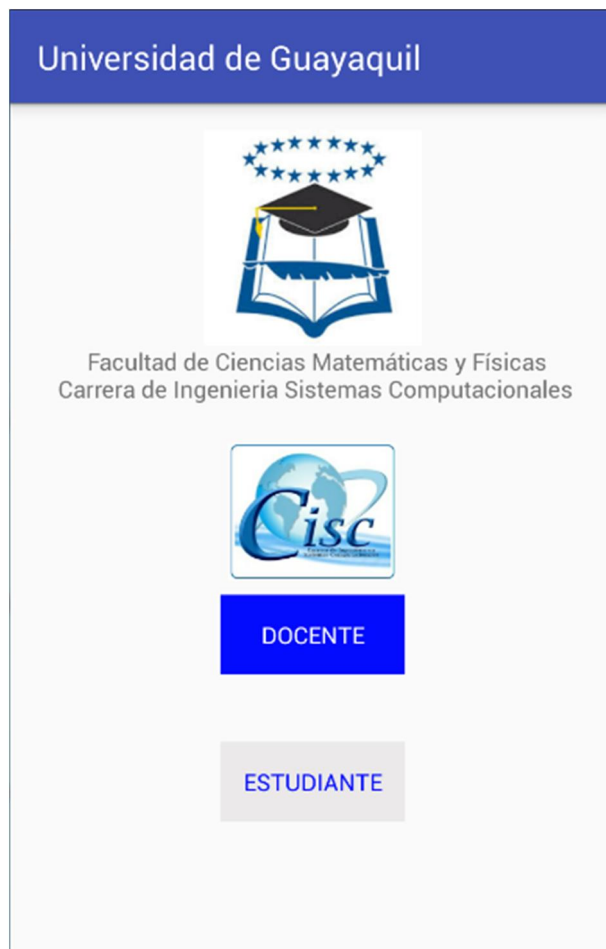 Universidad de Guayaquil
Facultad de Ciencias Matemáticas y Físicas
Carrera de Ingenieria Sistemas Computacionales
Cisc
DOCENTE
ESTUDIANTE